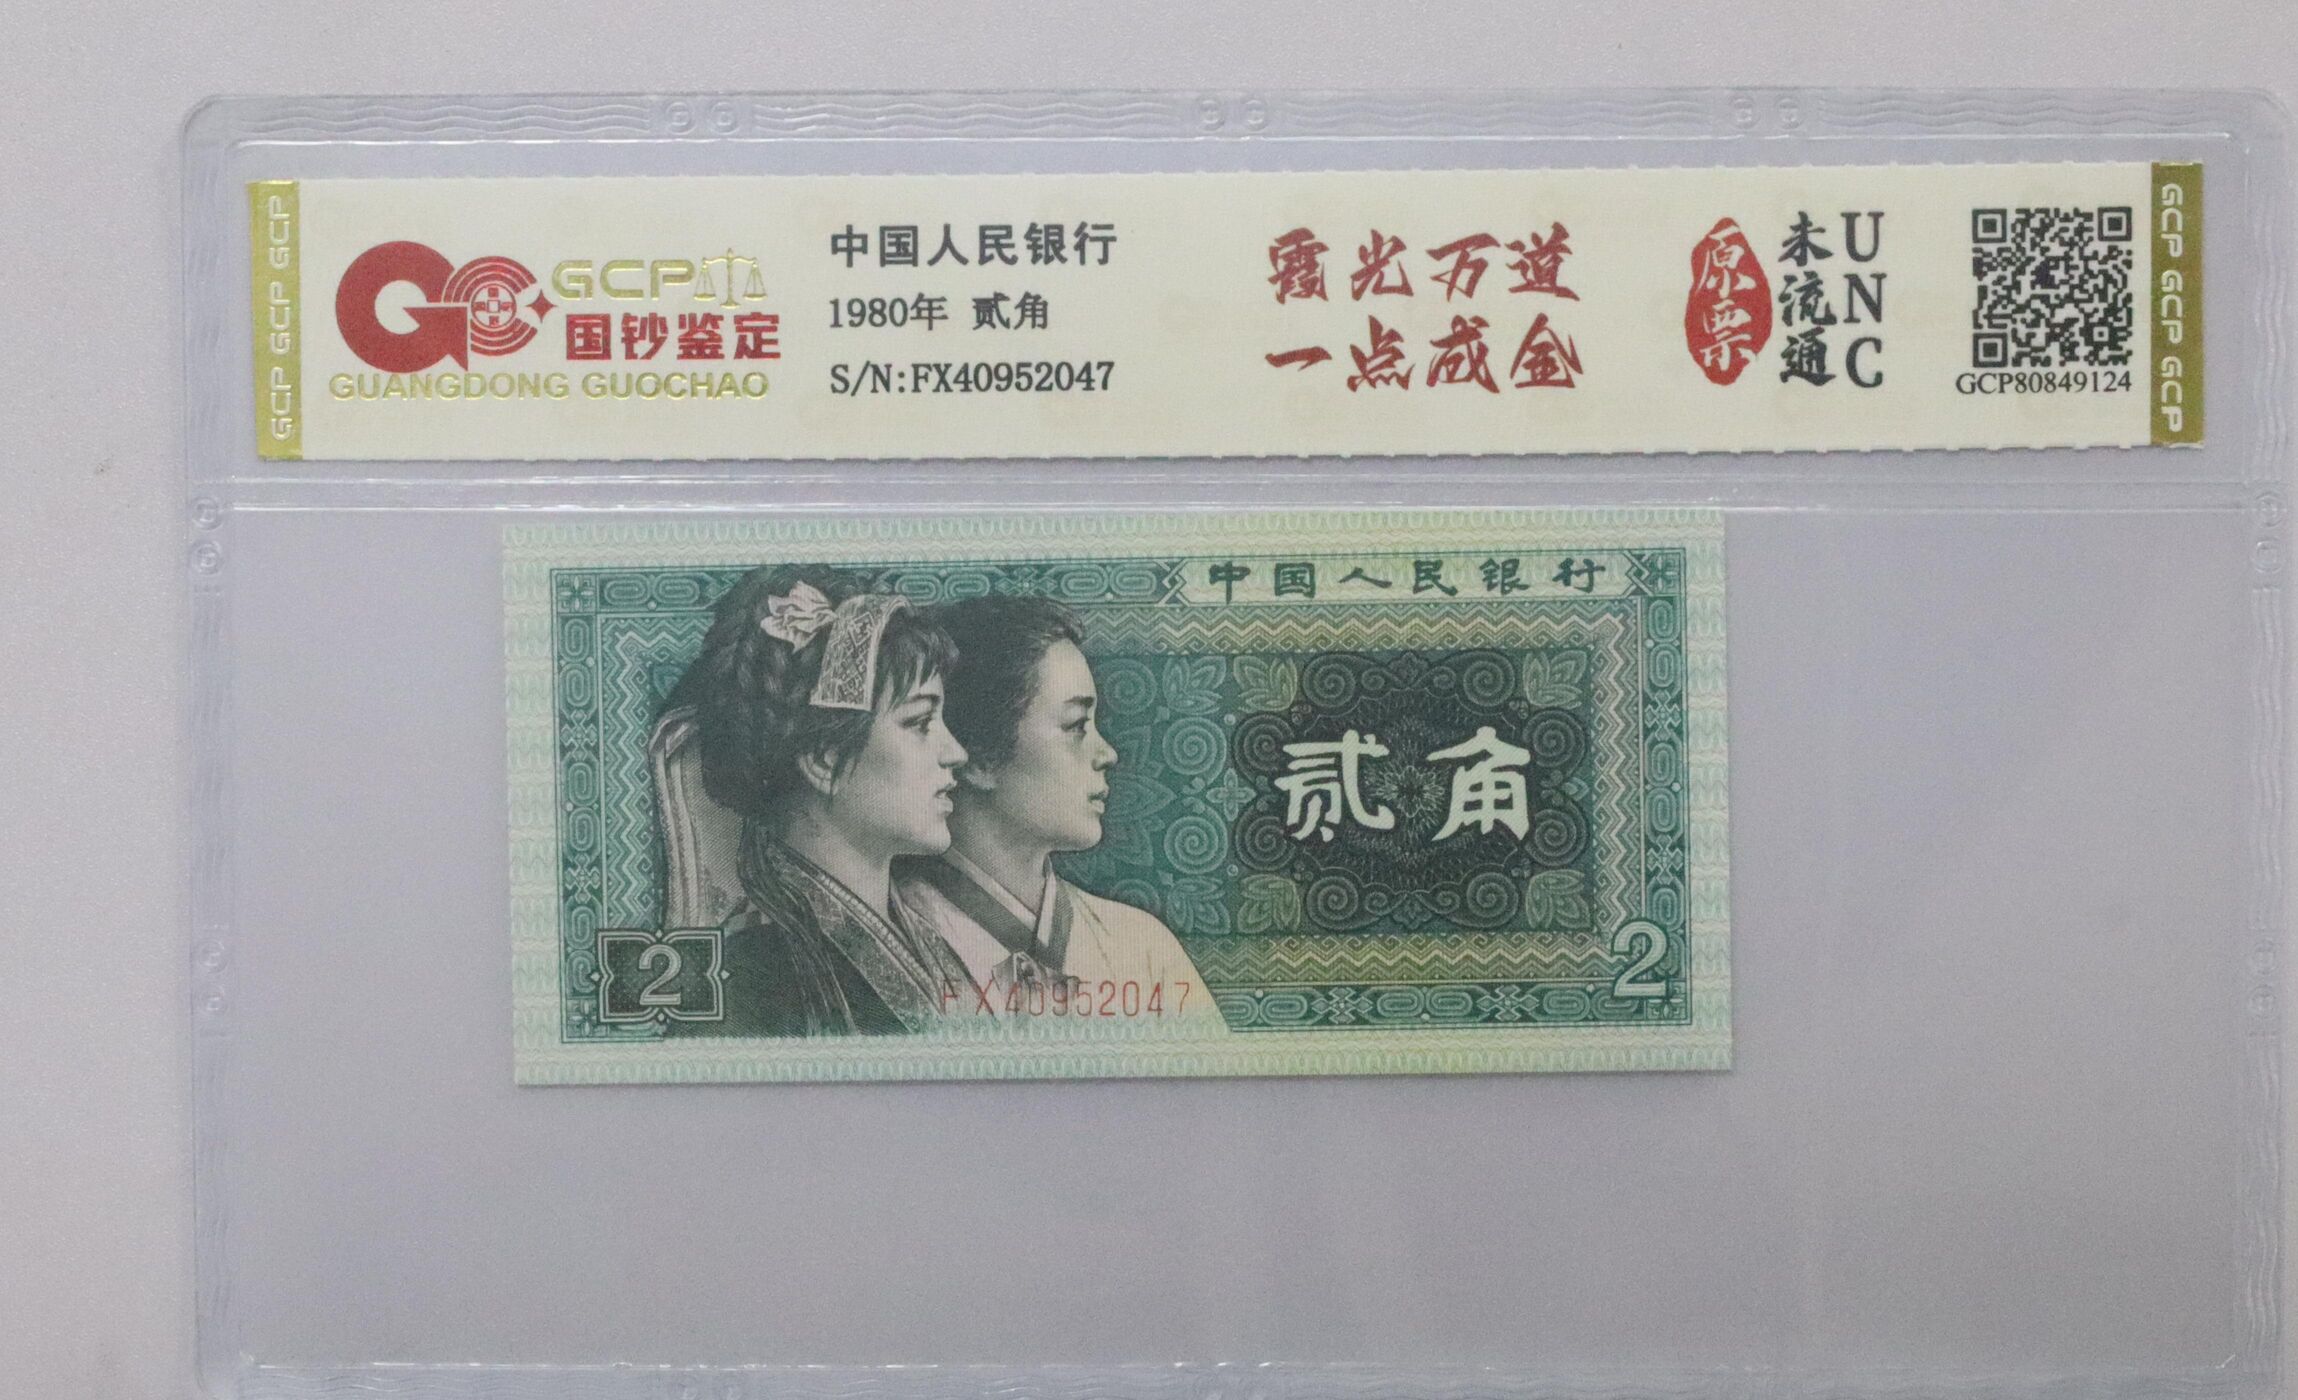 GCP GCP GCP
GCP
国钞鉴定
GUANGDONG GUOCHAO
中国人民银行
1980年 贰角
S/N:FX40952047
霞光万道
一点成金
原票
未流通
UNC
GCP80849124
GCP GCP GCP
中国人民银行
贰角
2
2
FX40952047